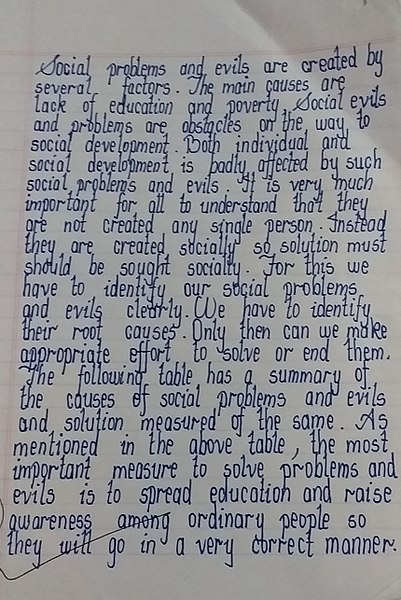 Social problems and evils are created by
several factors. The main causes are
lack of education and poverty. Social evils
and problems are obstacles on the way to
social development. Both individual and
social development is badly affected by such
social problems and evils. It is very much
important for all to understand that they
are not created any single person. Instead
they are created socially so solution must
should be sought socially. For this we
have to identify our social problems
and evils clearly. We have to identify
their root causes. Only then can we make
appropriate effort to solve or end them.
The following table has a summary of
the causes of social problems and evils
and solution measured of the same. As
mentioned in the above table, the most
important measure to solve problems and
evils is to spread education and raise
awareness among ordinary people so
they will go in a very correct manner.